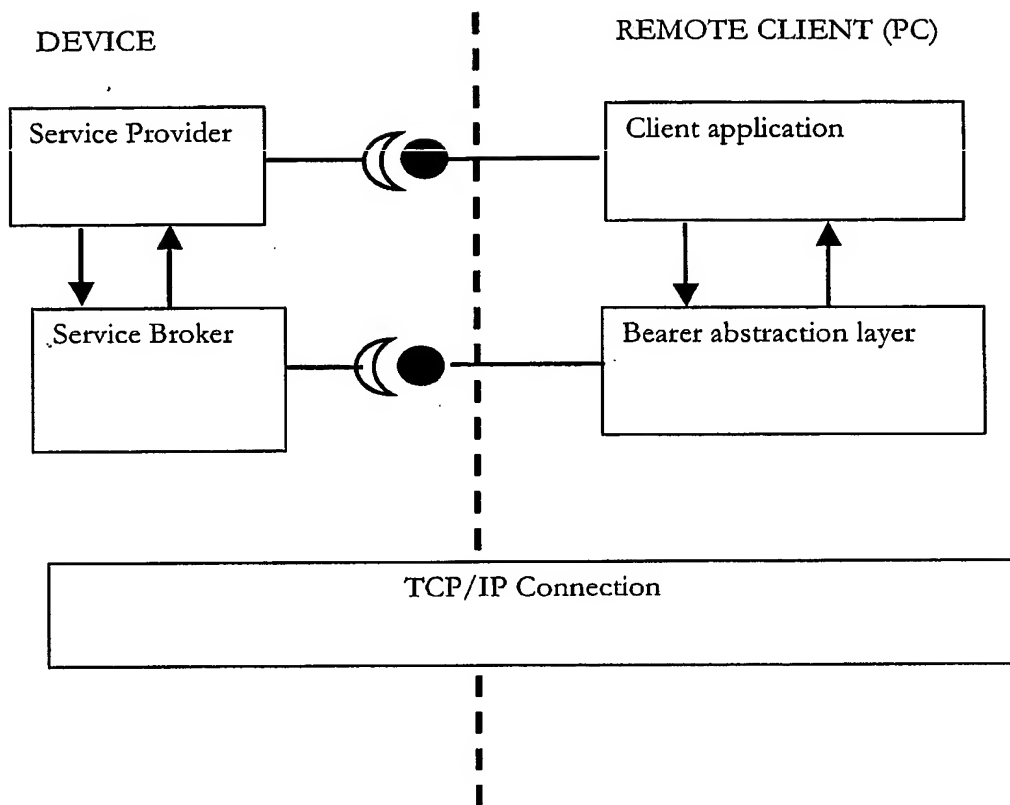 DEVICE
REMOTE CLIENT (PC)
Service Provider
Client application
Service Broker
Bearer abstraction layer
TCP/IP Connection